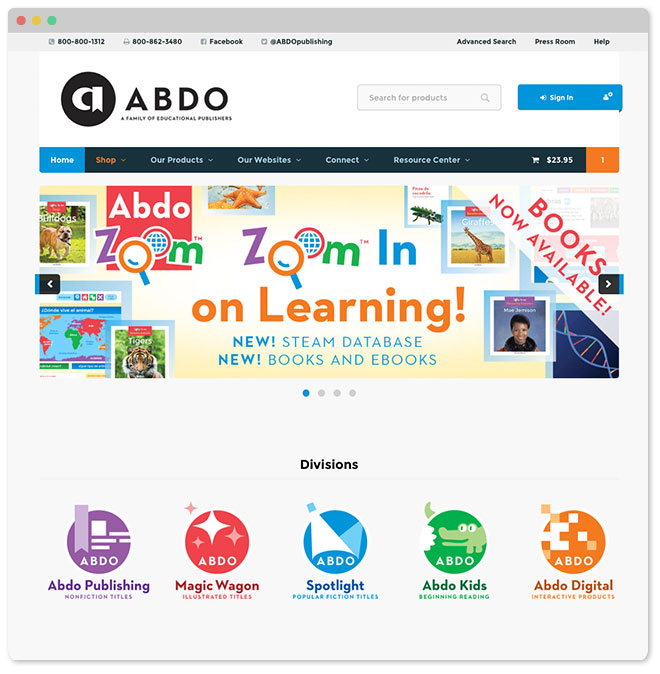 800-800-1312 800-862-3480 Facebook @ABDOpublishing Advanced Search Press Room Help
ABDO
A FAMILY OF EDUCATIONAL PUBLISHERS
Search for products
Sign In
Home Shop Our Products Our Websites Connect Resource Center $23.95 1
Abdo
Zoom™
Bulldogs
Giraffes
Zoom™ In
on Learning!
NEW! STEAM DATABASE
NEW! BOOKS AND EBOOKS
BOOKS
NOW AVAILABLE!
¿Dónde vive el animal?
Tigers
Mae Jemison
Divisions
ABDO ABDO ABDO ABDO ABDO
Abdo Publishing Magic Wagon Spotlight Abdo Kids Abdo Digital
NONFICTION TITLES ILLUSTRATED TITLES POPULAR FICTION TITLES BEGINNING READING INTERACTIVE PRODUCTS